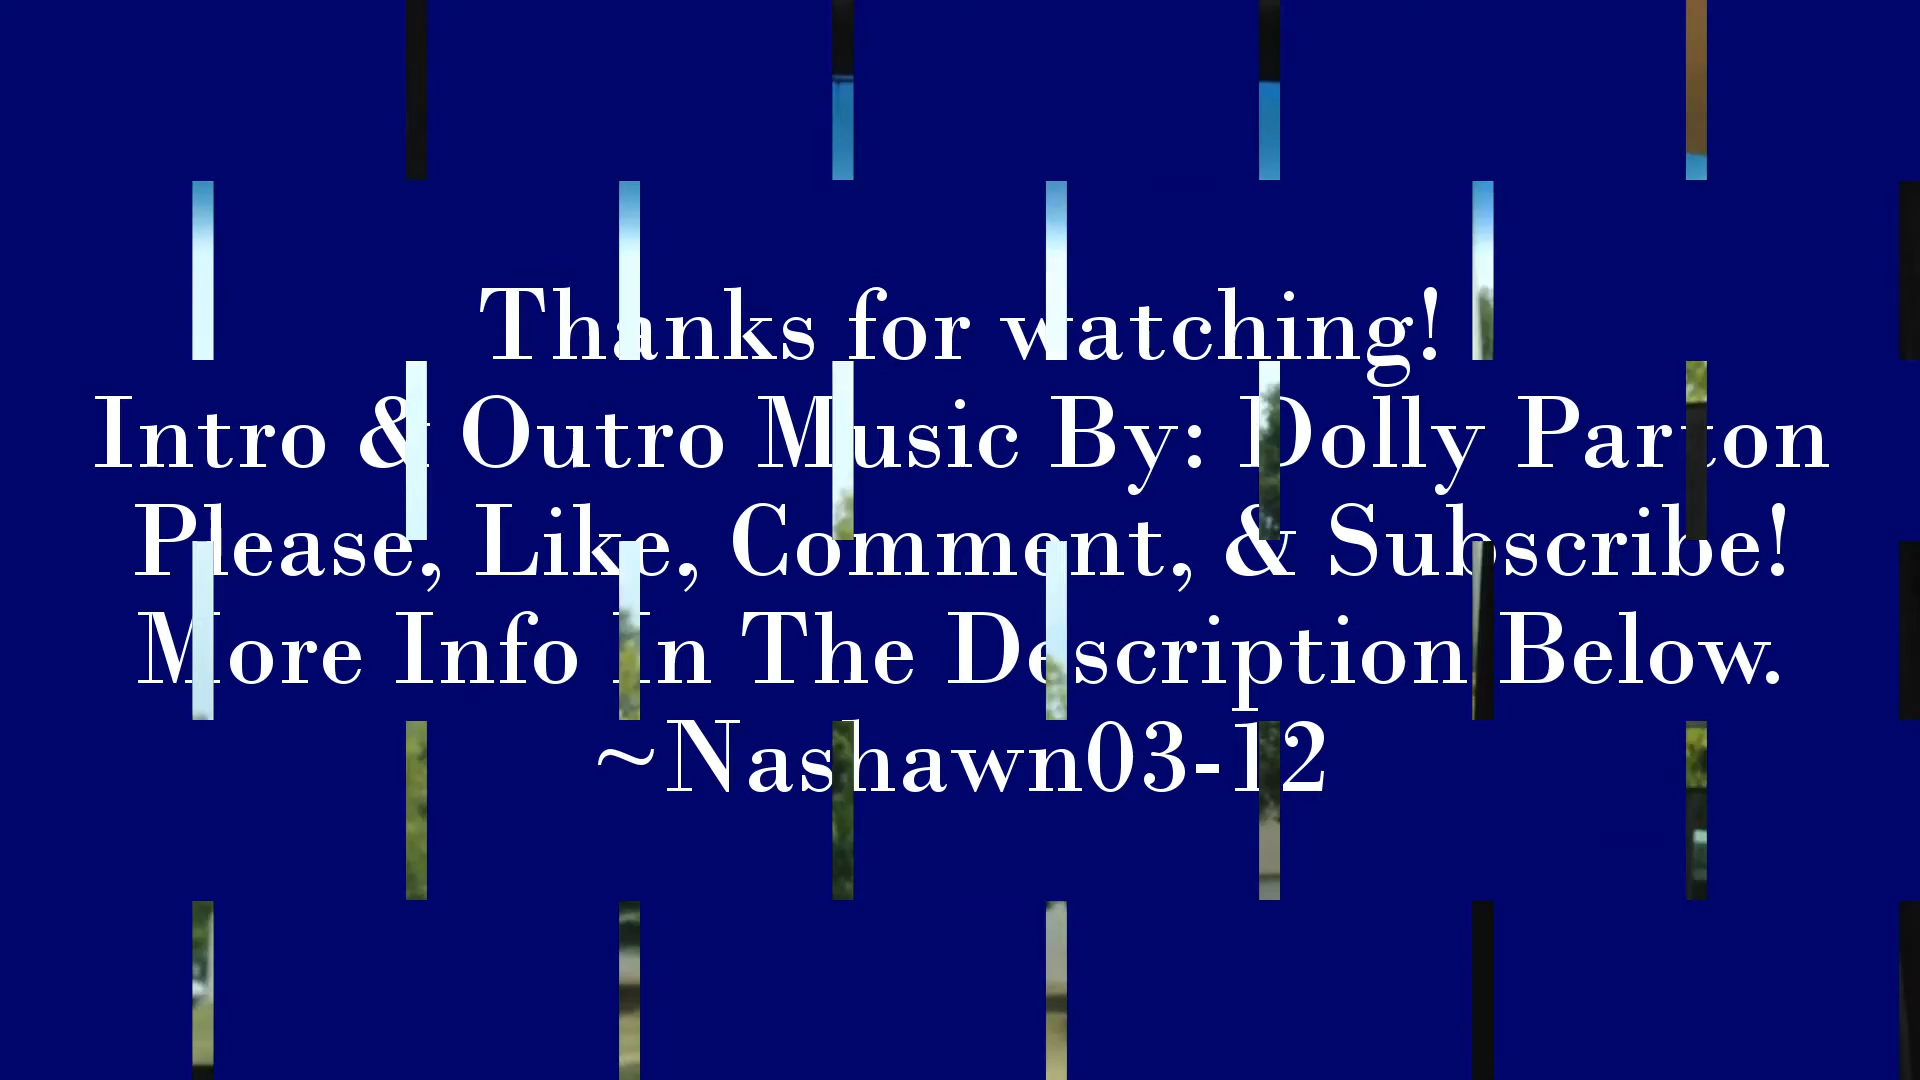 Thanks for watching!
Intro & Outro Music By: Dolly Parton
Please, Like, Comment, & Subscribe!
More Info In The Description Below.
~Nashawn03-12